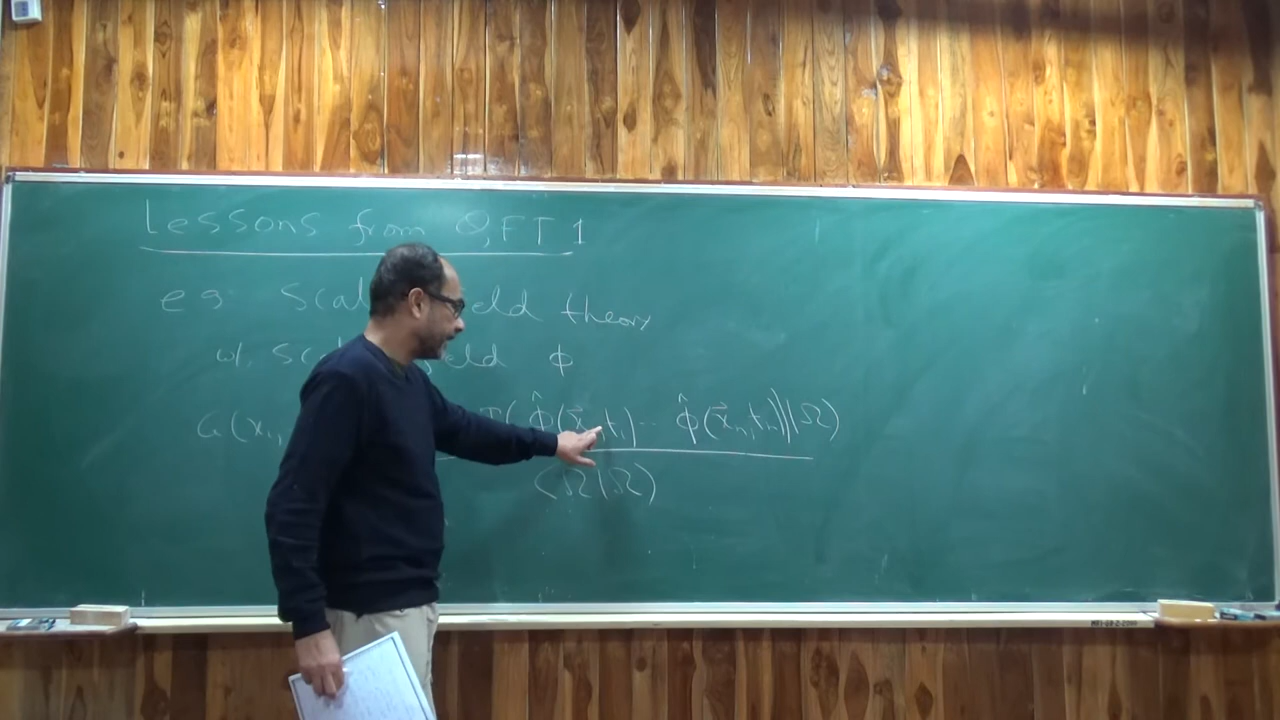 Lessons from QFT 1
eg. Scal eld theory
w/ Sc eld ϕ
G(x₁, T( ϕ̂(x⃗₁,t₁) ... ϕ̂(x⃗ₙ,tₙ))|Ω⟩
⟨Ω|Ω⟩